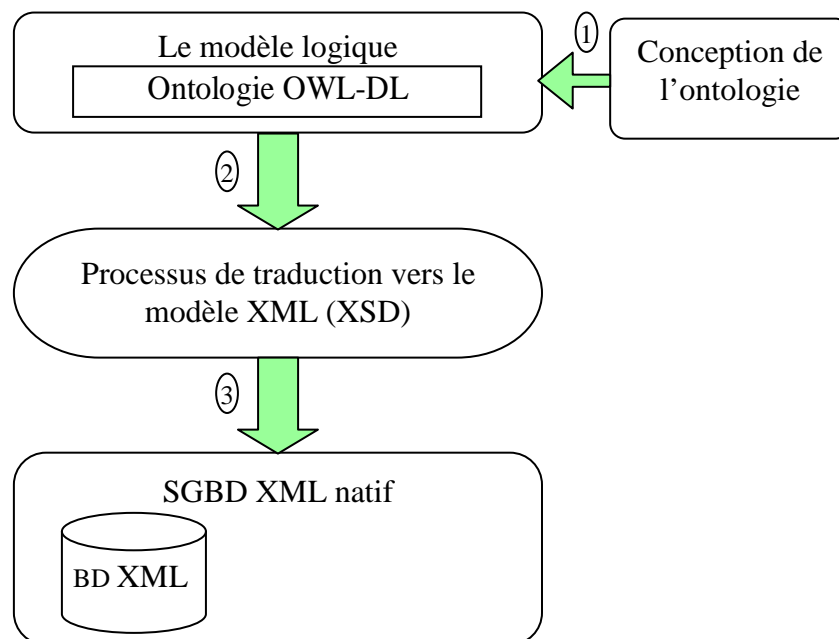 Le modèle logique
Ontologie OWL-DL
1
Conception de
l’ontologie
2
Processus de traduction vers le
modèle XML (XSD)
3
SGBD XML natif
BD XML